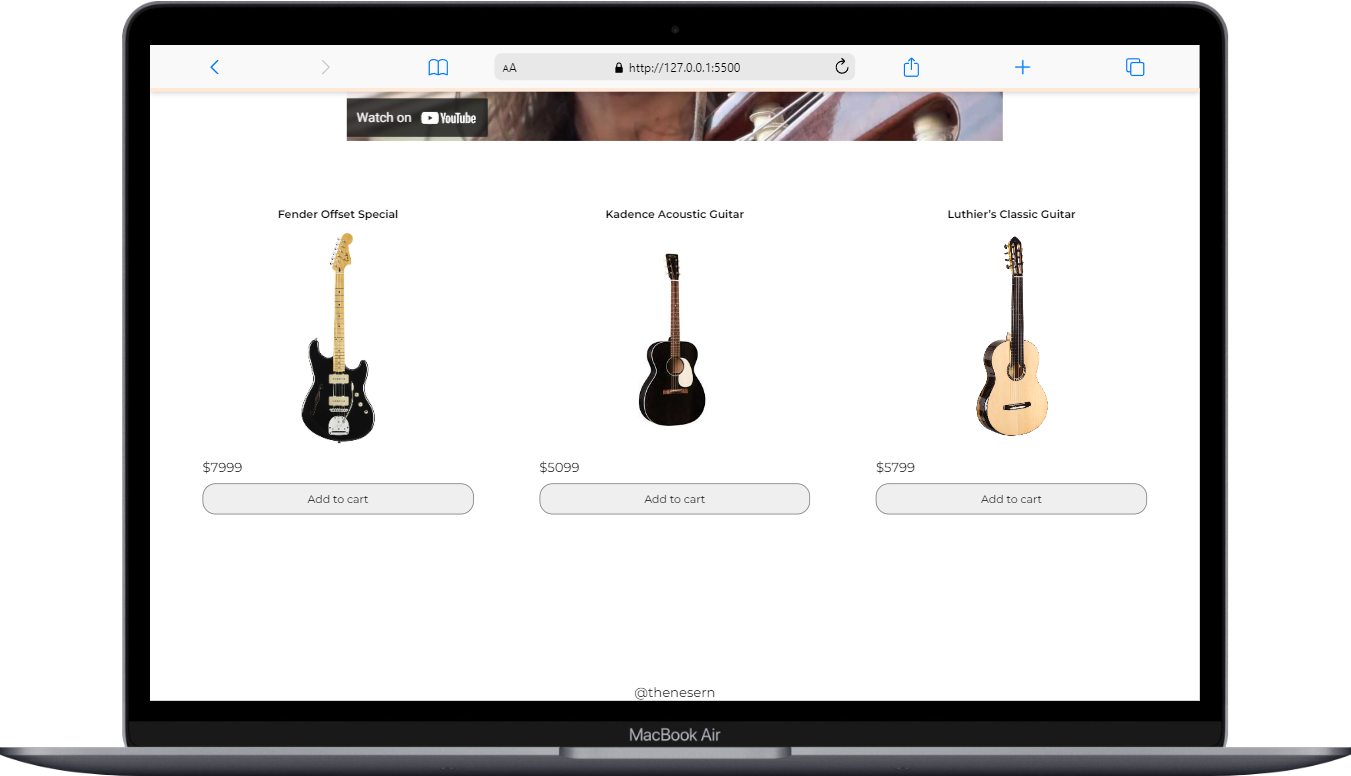 AA
http://127.0.0.1:5500
Watch on YouTube
Fender Offset Special
Kadence Acoustic Guitar
Luthier’s Classic Guitar
$7999
$5099
$5799
Add to cart
Add to cart
Add to cart
@thenesern
MacBook Air